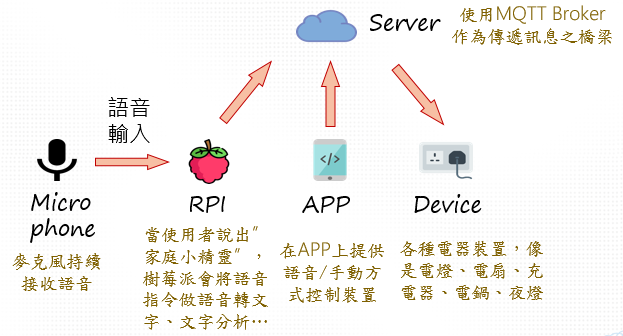 Server
使用MQTT Broker
作為傳遞訊息之橋梁
語音
輸入
Micro
phone
麥克風持續
接收語音
RPI
當使用者說出”
家庭小精靈”，
樹莓派會將語音
指令做語音轉文
字、文字分析…
</>
APP
在APP上提供
語音/手動方
式控制裝置
Device
各種電器裝置，像
是電燈、電扇、充
電器、電鍋、夜燈